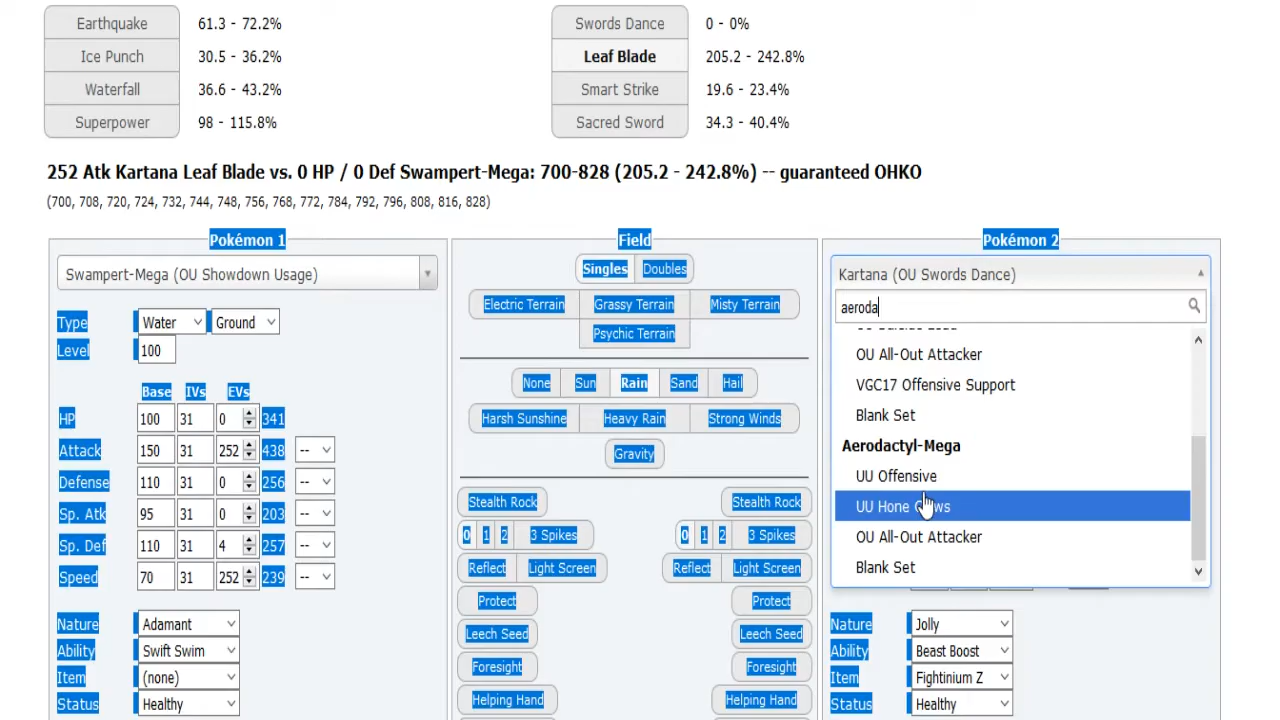 Earthquake 61.3 - 72.2% Swords Dance 0 - 0%
Ice Punch 30.5 - 36.2% Leaf Blade 205.2 - 242.8%
Waterfall 36.6 - 43.2% Smart Strike 19.6 - 23.4%
Superpower 98 - 115.8% Sacred Sword 34.3 - 40.4%
252 Atk Kartana Leaf Blade vs. 0 HP / 0 Def Swampert-Mega: 700-828 (205.2 - 242.8%) -- guaranteed OHKO
(700, 708, 720, 724, 732, 744, 748, 756, 768, 772, 784, 792, 796, 808, 816, 828)
Pokémon 1
Swampert-Mega (OU Showdown Usage)
Type Water Ground
Level 100
Base IVs EVs
HP 100 31 0 341
Attack 150 31 252 438 --
Defense 110 31 0 256 --
Sp. Atk 95 31 0 203 --
Sp. Def 110 31 4 257 --
Speed 70 31 252 239 --
Nature Adamant
Ability Swift Swim
Item (none)
Status Healthy
Field
Singles Doubles
Electric Terrain Grassy Terrain Misty Terrain
Psychic Terrain
None Sun Rain Sand Hail
Harsh Sunshine Heavy Rain Strong Winds
Gravity
Stealth Rock Stealth Rock
0 1 2 3 Spikes 0 1 2 3 Spikes
Reflect Light Screen Reflect Light Screen
Protect Protect
Leech Seed Leech Seed
Foresight Foresight
Helping Hand Helping Hand
Pokémon 2
Kartana (OU Swords Dance)
aeroda
OU All-Out Attacker
VGC17 Offensive Support
Blank Set
Aerodactyl-Mega
UU Offensive
UU Hone Claws
OU All-Out Attacker
Blank Set
Nature Jolly
Ability Beast Boost
Item Fightinium Z
Status Healthy